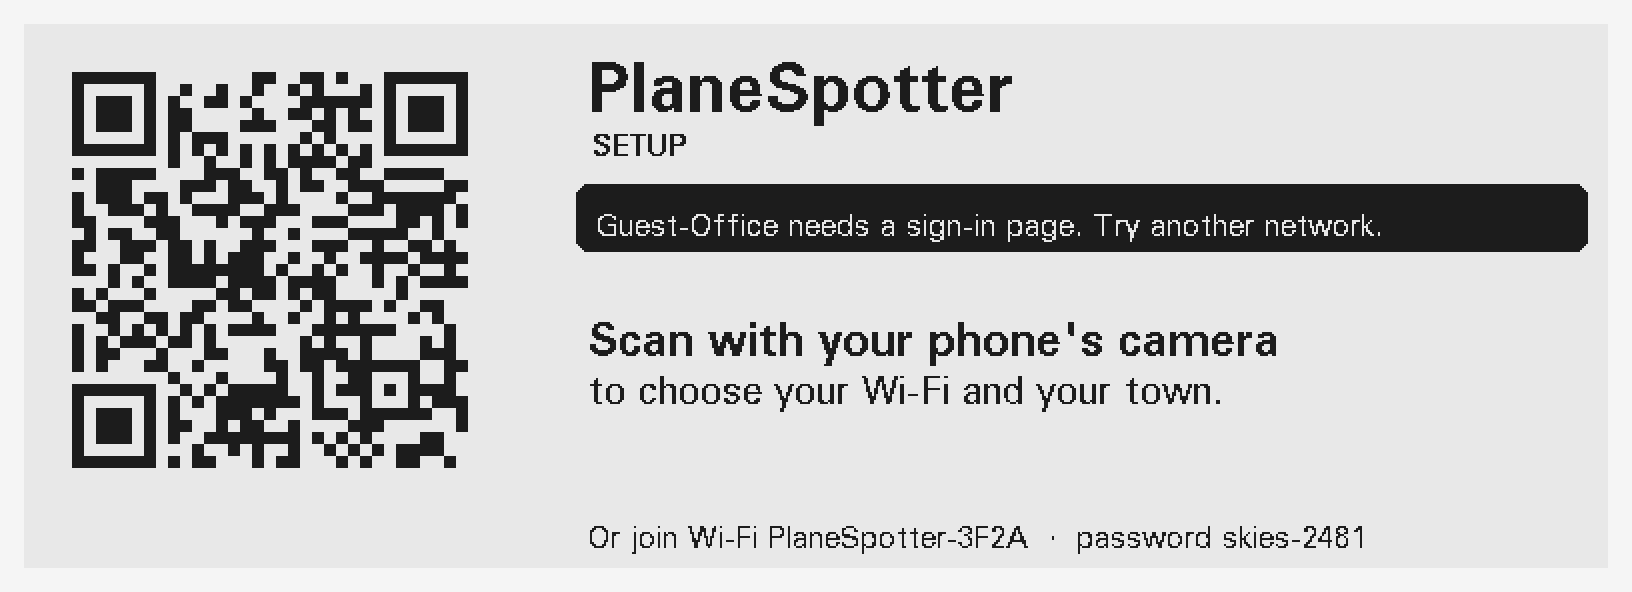 PlaneSpotter
SETUP
Guest-Office needs a sign-in page. Try another network.
Scan with your phone's camera
to choose your Wi-Fi and your town.
Or join Wi-Fi PlaneSpotter-3F2A · password skies-2481